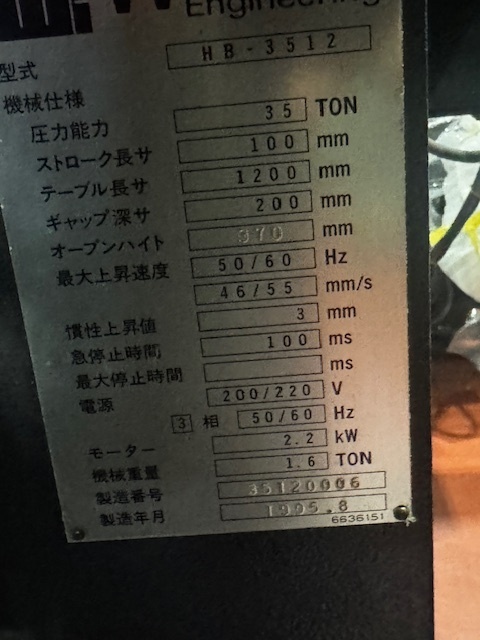 Engineering
型式 HB-3512
機械仕様
圧力能力 35 TON
ストローク長サ 100 mm
テーブル長サ 1200 mm
ギャップ深サ 200 mm
オープンハイト 370 mm
最大上昇速度 50/60 Hz
46/55 mm/s
慣性上昇値 3 mm
急停止時間 100 ms
最大停止時間 ms
電源 200/220 V
3 相 50/60 Hz
モーター 2.2 kW
機械重量 1.6 TON
製造番号 35120006
製造年月 1995.8
6636151